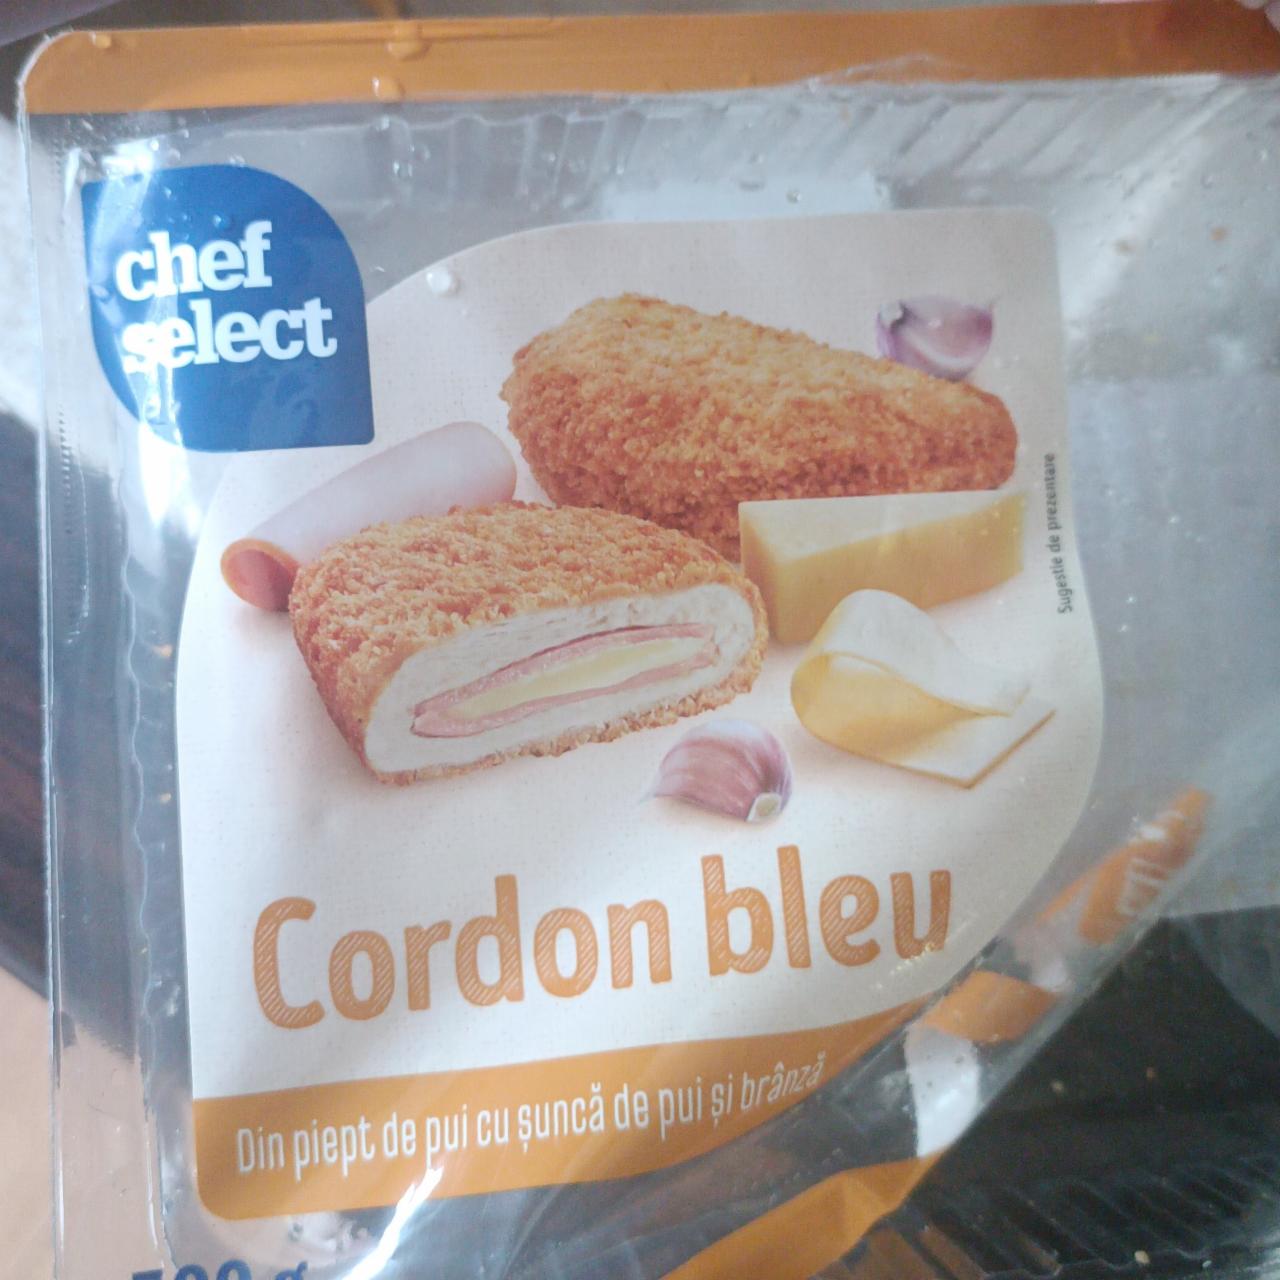 chef
select
Sugestie de prezentare
Cordon bleu
Din piept de pui cu șuncă de pui și brânză